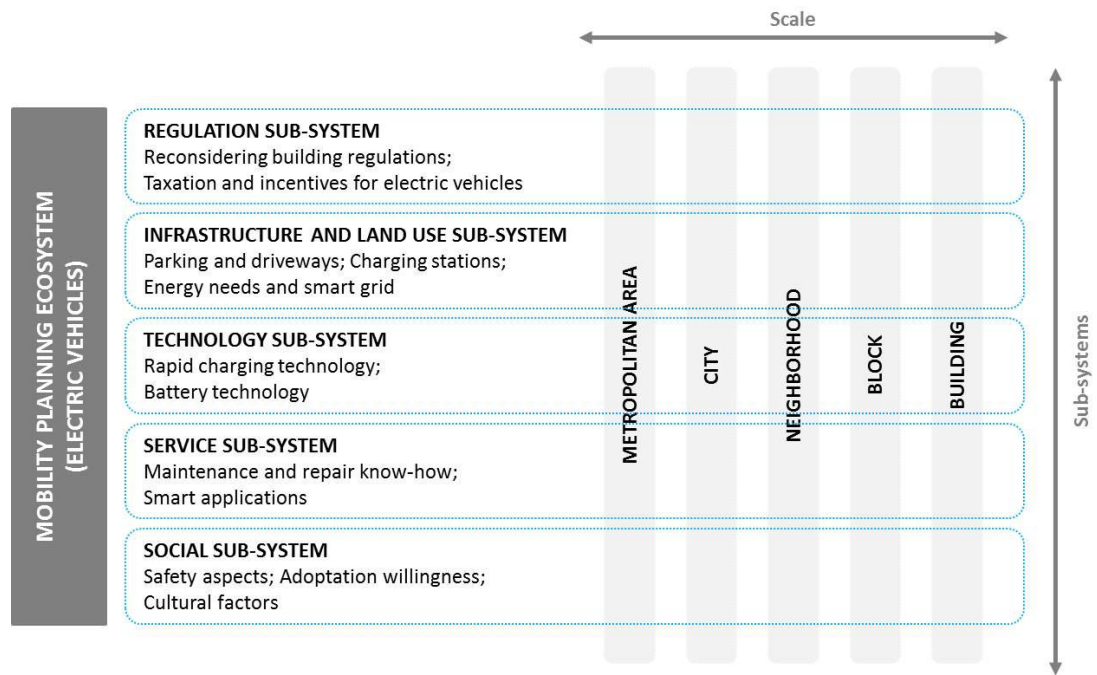 Scale
MOBILITY PLANNING ECOSYSTEM
(ELECTRIC VEHICLES)
REGULATION SUB-SYSTEM
Reconsidering building regulations;
Taxation and incentives for electric vehicles
INFRASTRUCTURE AND LAND USE SUB-SYSTEM
Parking and driveways; Charging stations;
Energy needs and smart grid
TECHNOLOGY SUB-SYSTEM
Rapid charging technology;
Battery technology
SERVICE SUB-SYSTEM
Maintenance and repair know-how;
Smart applications
SOCIAL SUB-SYSTEM
Safety aspects; Adoptation willingness;
Cultural factors
METROPOLITAN AREA
CITY
NEIGHBORHOOD
BLOCK
BUILDING
Sub-systems